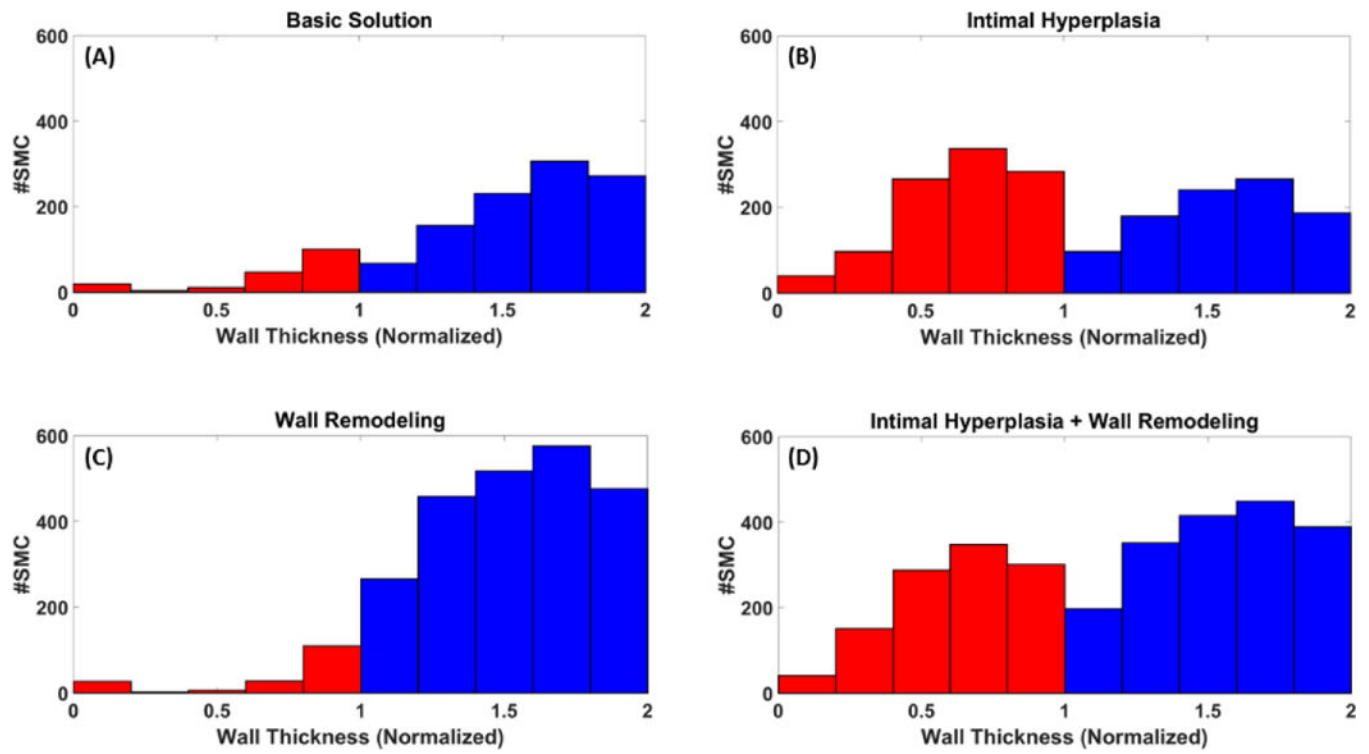 Basic Solution
(A)
600
400
200
0
#SMC
0 0.5 1 1.5 2
Wall Thickness (Normalized)
Intimal Hyperplasia
(B)
600
400
200
0
#SMC
0 0.5 1 1.5 2
Wall Thickness (Normalized)
Wall Remodeling
(C)
600
400
200
0
#SMC
0 0.5 1 1.5 2
Wall Thickness (Normalized)
Intimal Hyperplasia + Wall Remodeling
(D)
600
400
200
0
#SMC
0 0.5 1 1.5 2
Wall Thickness (Normalized)